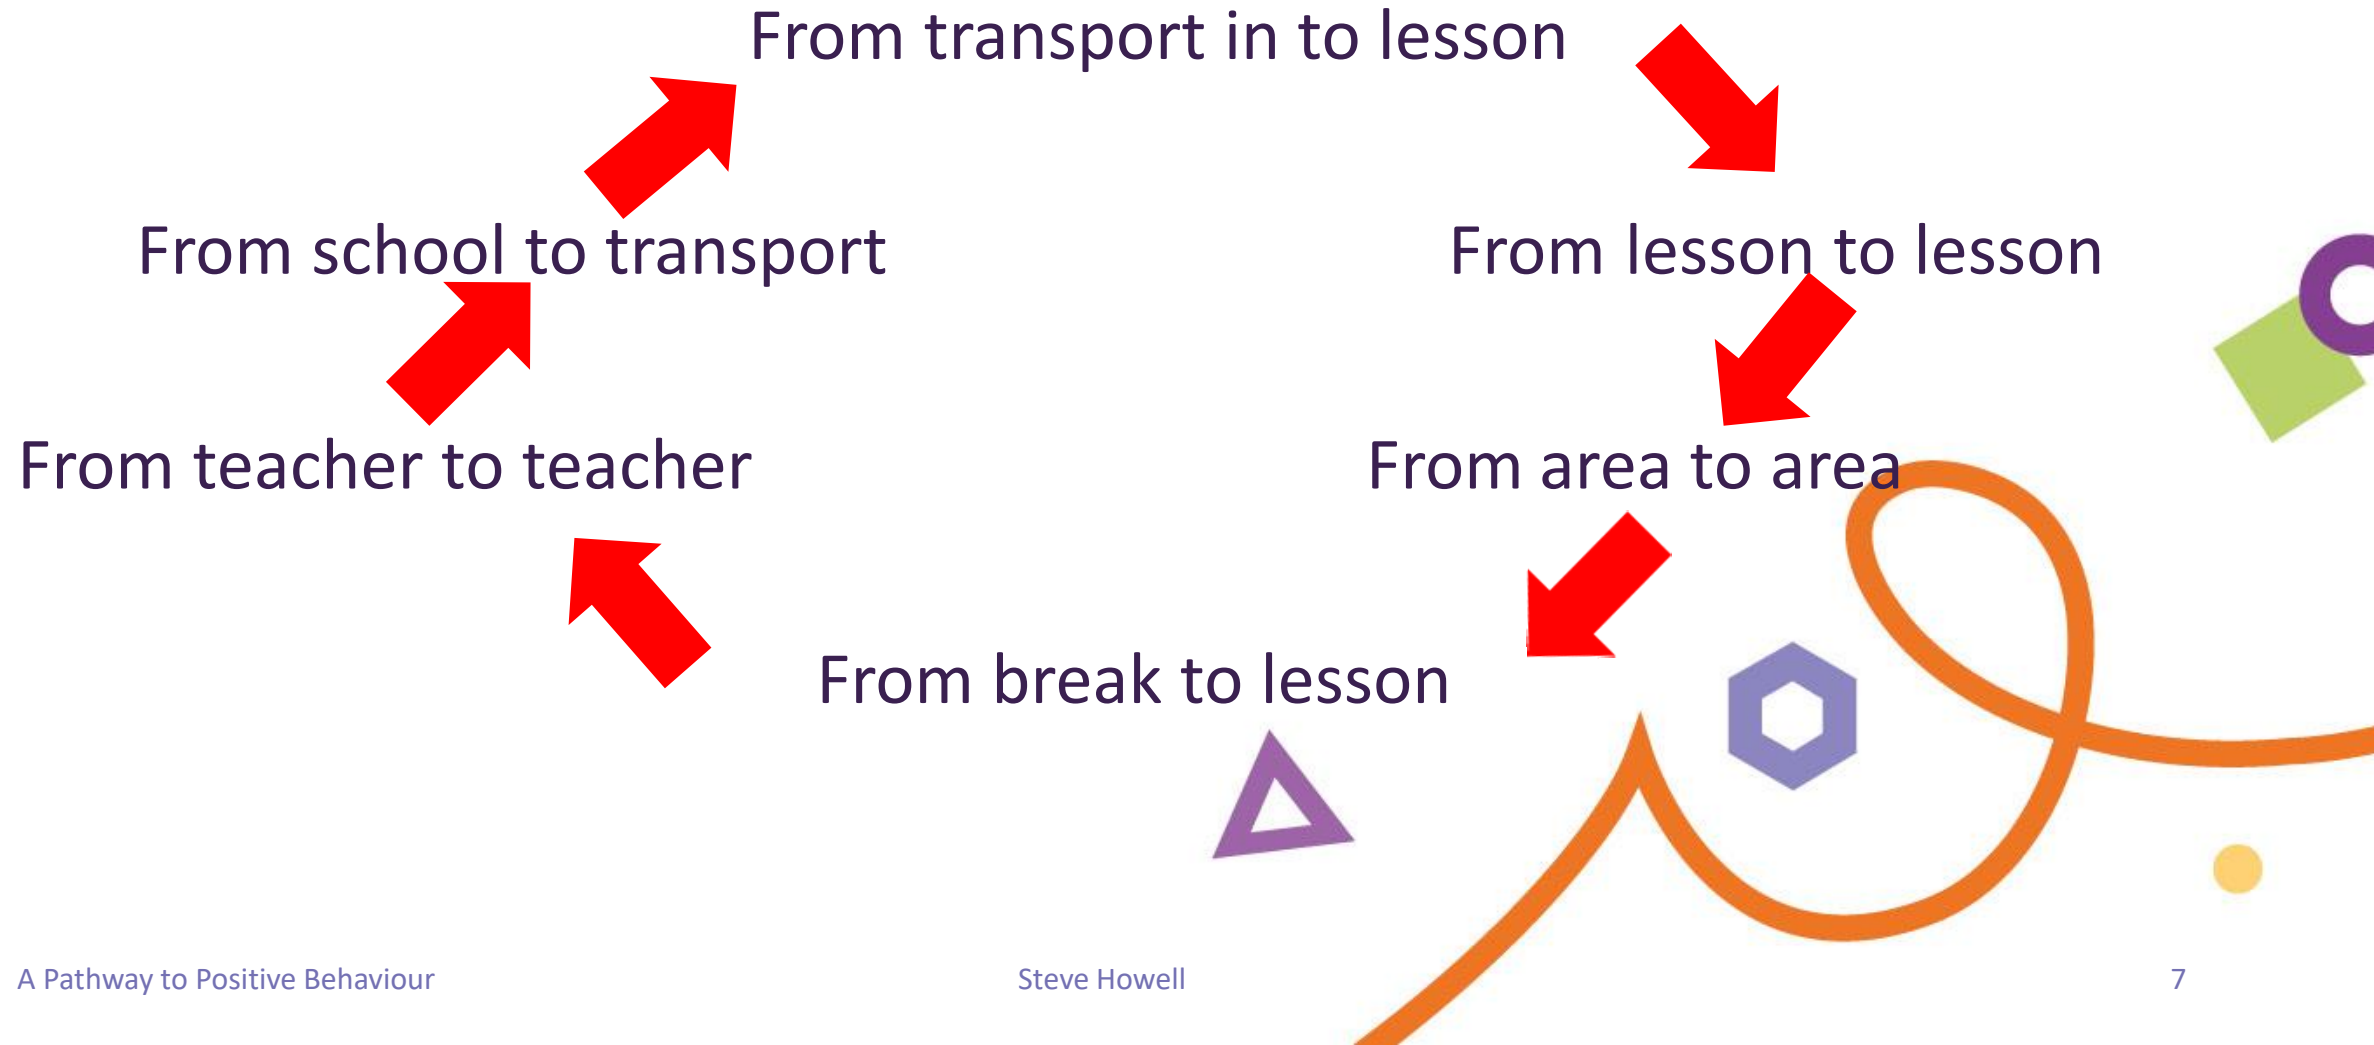 From transport in to lesson
From school to transport
From lesson to lesson
From teacher to teacher
From area to area
From break to lesson
A Pathway to Positive Behaviour
Steve Howell
7